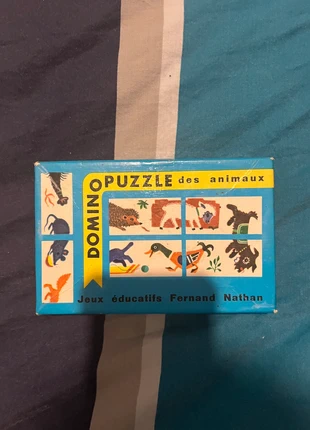 DOMINO
PUZZLE des animaux
Jeux éducatifs Fernand Nathan